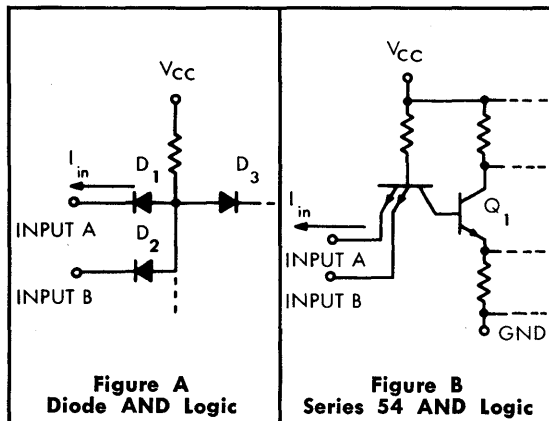 VCC
Iin
D1
D3
INPUT A
D2
INPUT B
Figure A
Diode AND Logic
VCC
Iin
Q1
INPUT A
INPUT B
GND
Figure B
Series 54 AND Logic